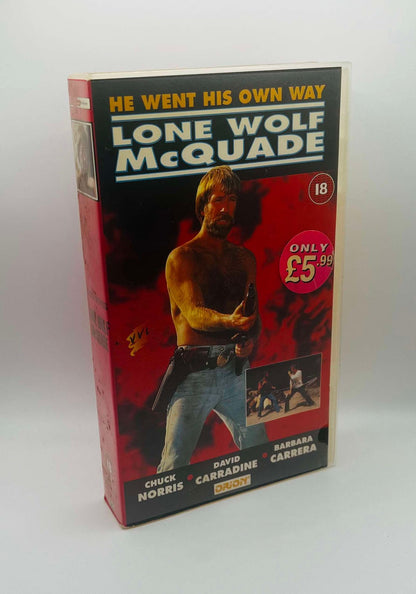 HE WENT HIS OWN WAY
LONE WOLF
McQUADE
18
ONLY
£5.99
CHUCK
NORRIS
DAVID
CARRADINE
BARBARA
CARRERA
ORION